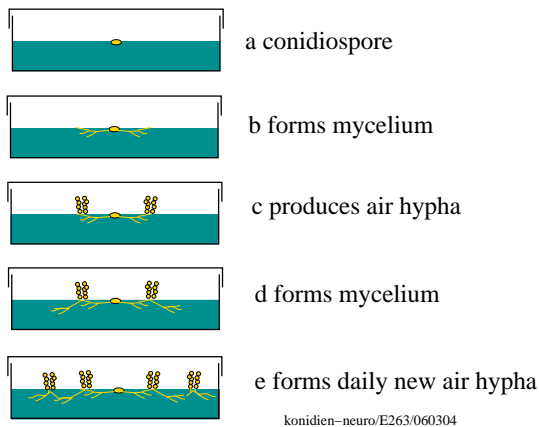 a conidiospore
b forms mycelium
c produces air hypha
d forms mycelium
e forms daily new air hypha
konidien−neuro/E263/060304